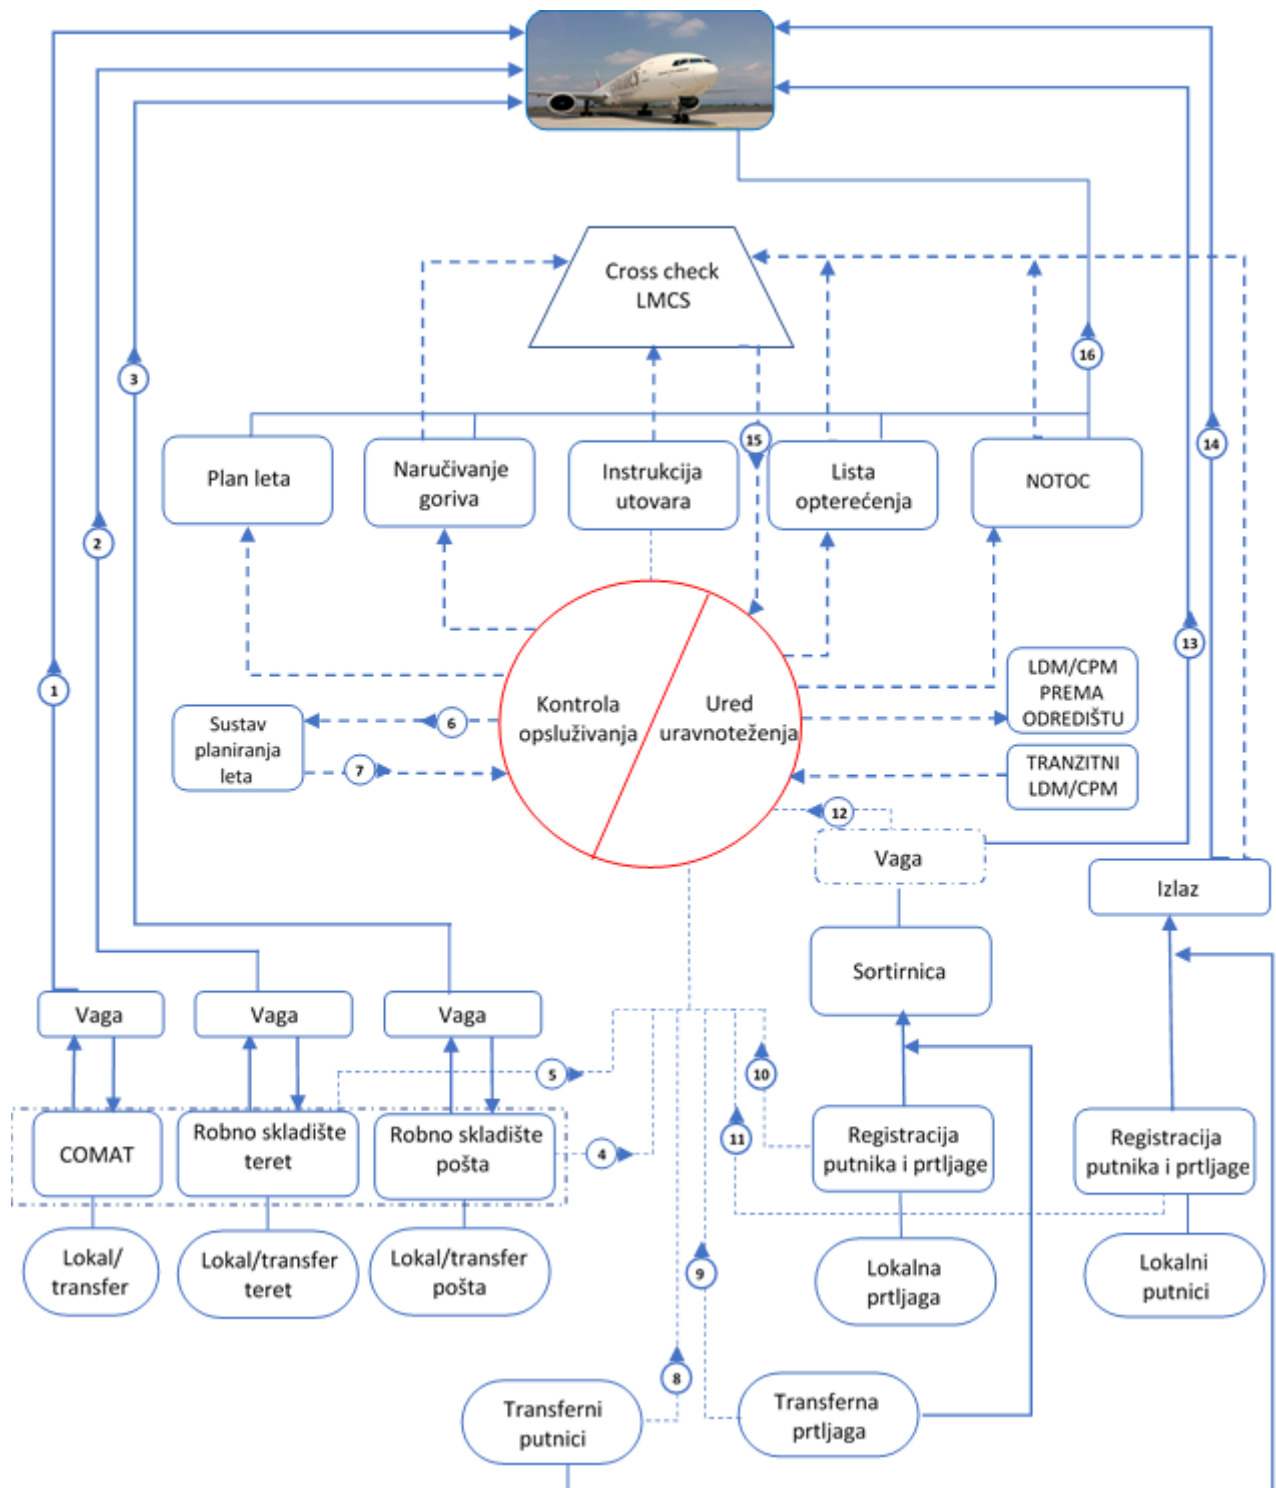 Cross check
LMCS
16
3
15
14
Plan leta
Naručivanje
goriva
Instrukcija
utovara
Lista
opterećenja
NOTOC
2
13
1
LDM/CPM
PREMA
ODREDIŠTU
Kontrola
opsluživanja
Ured
uravnoteženja
Sustav
planiranja
leta
6
7
TRANZITNI
LDM/CPM
12
Vaga
Izlaz
Sortirnica
Vaga
Vaga
Vaga
5
10
COMAT
Robno skladište
teret
Robno skladište
pošta
4
11
Registracija
putnika i prtljage
Registracija
putnika i prtljage
Lokal/
transfer
Lokal/transfer
teret
Lokal/transfer
pošta
9
Lokalna
prtljaga
Lokalni
putnici
8
Transferni
putnici
Transferna
prtljaga